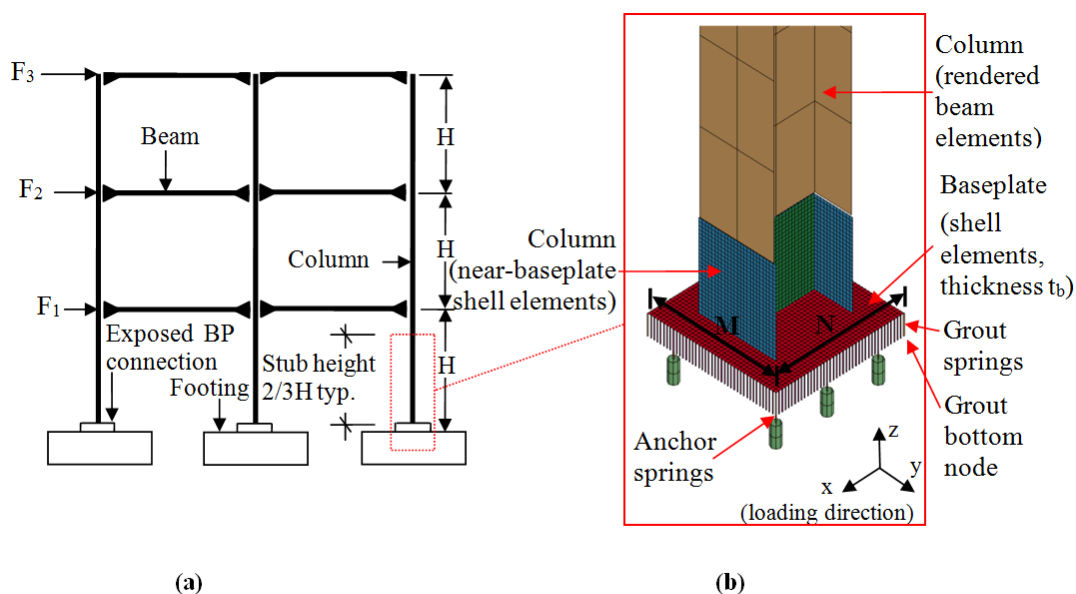 F3
F2
F1
Beam
Column
H
H
H
Exposed BP
connection
Footing
Stub height
2/3H typ.
(a)
Column
(rendered
beam
elements)
Baseplate
(shell
elements,
thickness tb)
Column
(near-baseplate
shell elements)
M
N
Grout
springs
Grout
bottom
node
Anchor
springs
z
y
x
(loading direction)
(b)